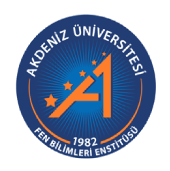 AKDENİZ ÜNİVERSİTESİ
1982
FEN BİLİMLERİ ENSTİTÜSÜ